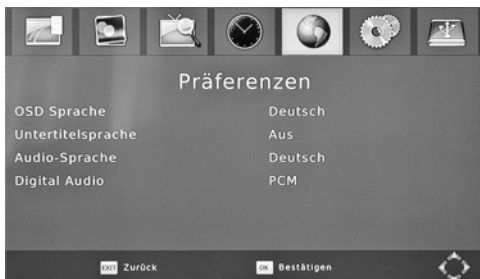 Präferenzen
OSD Sprache Deutsch
Untertitelsprache Aus
Audio-Sprache Deutsch
Digital Audio PCM
EXIT Zurück OK Bestätigen